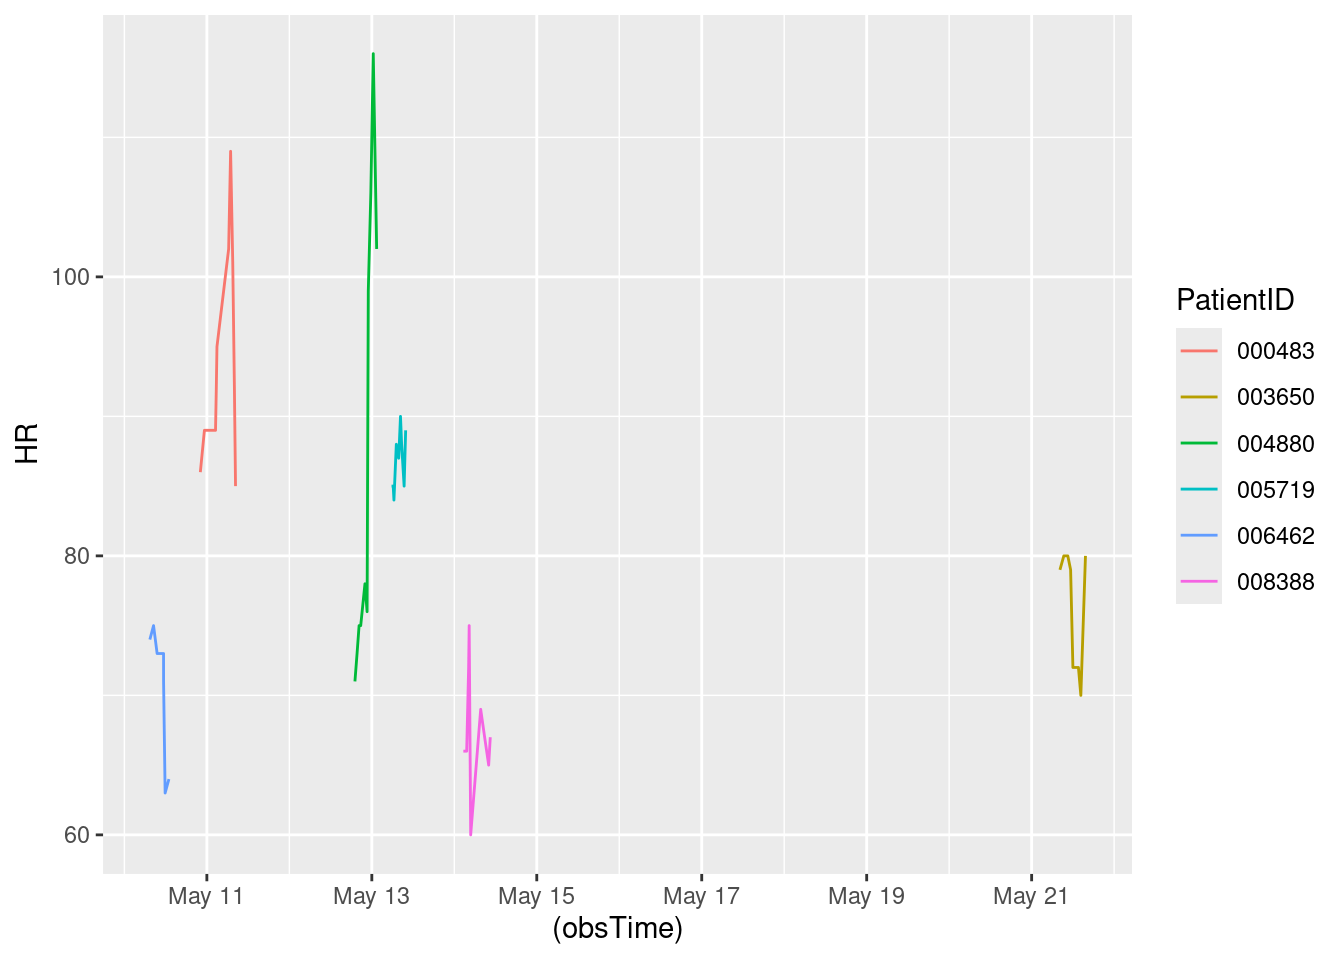 HR
100
80
60
May 11
May 13
May 15
May 17
May 19
May 21
(obsTime)
PatientID
000483
003650
004880
005719
006462
008388